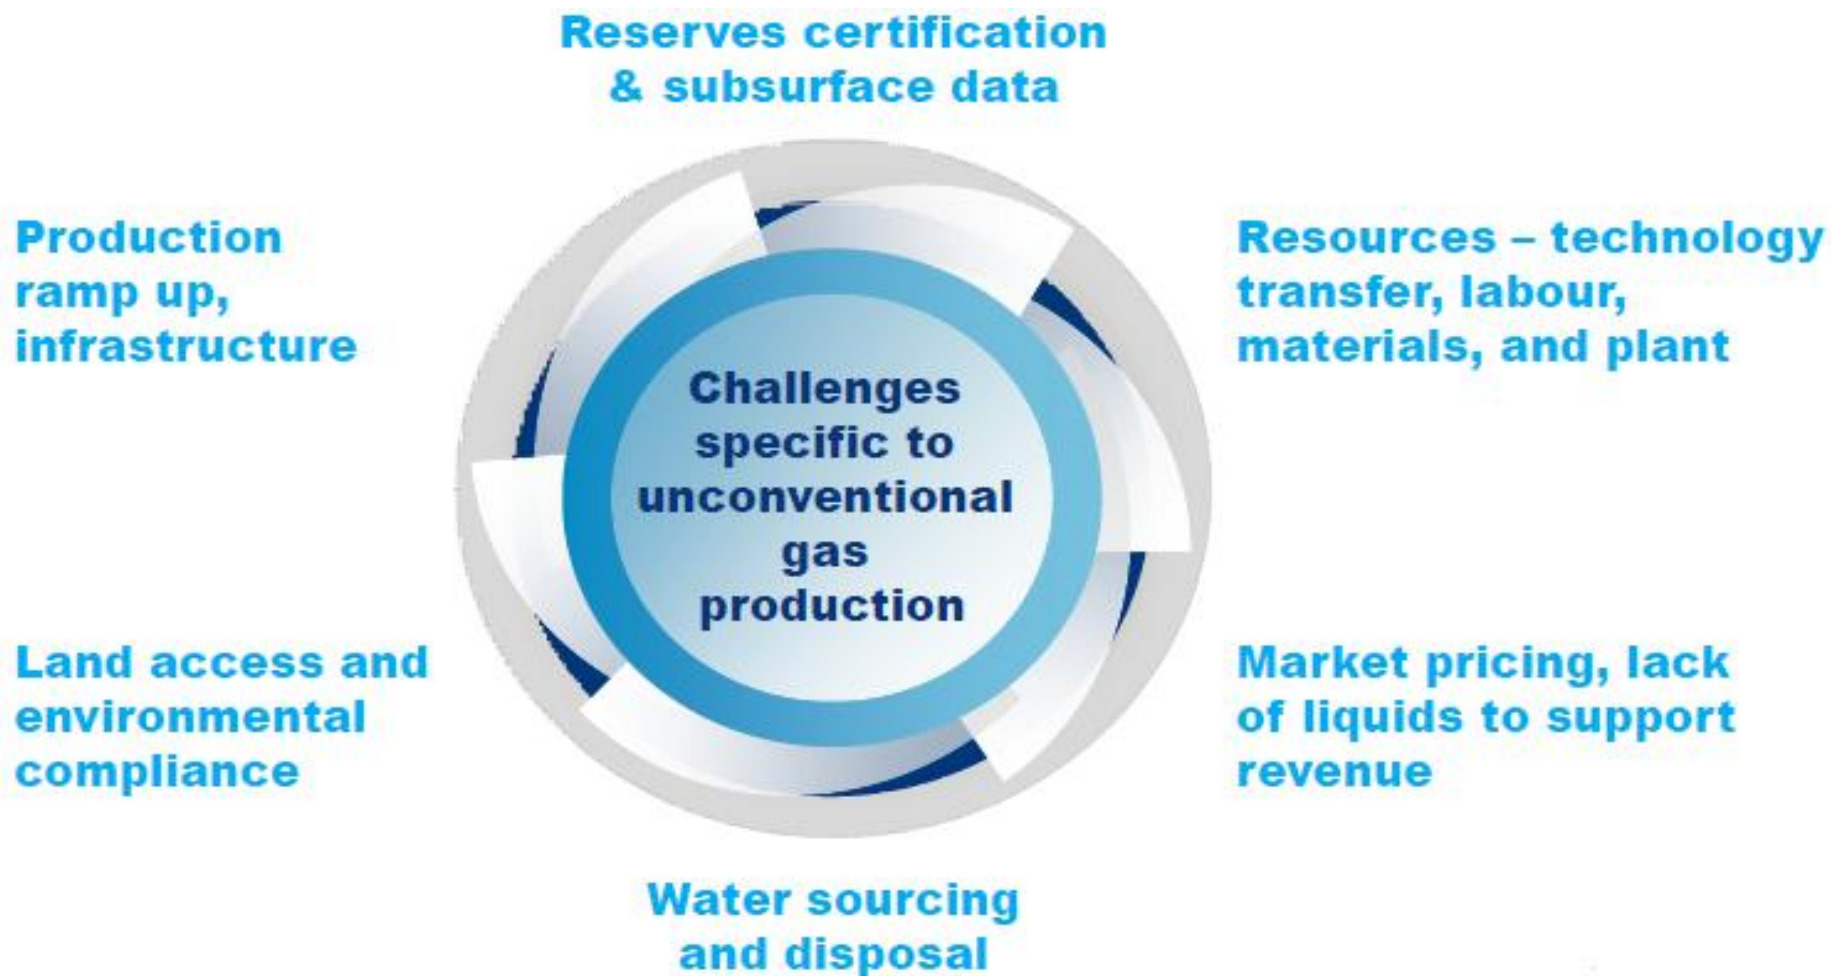 Reserves certification
& subsurface data
Production
ramp up,
infrastructure
Resources – technology
transfer, labour,
materials, and plant
Challenges
specific to
unconventional
gas
production
Land access and
environmental
compliance
Market pricing, lack
of liquids to support
revenue
Water sourcing
and disposal